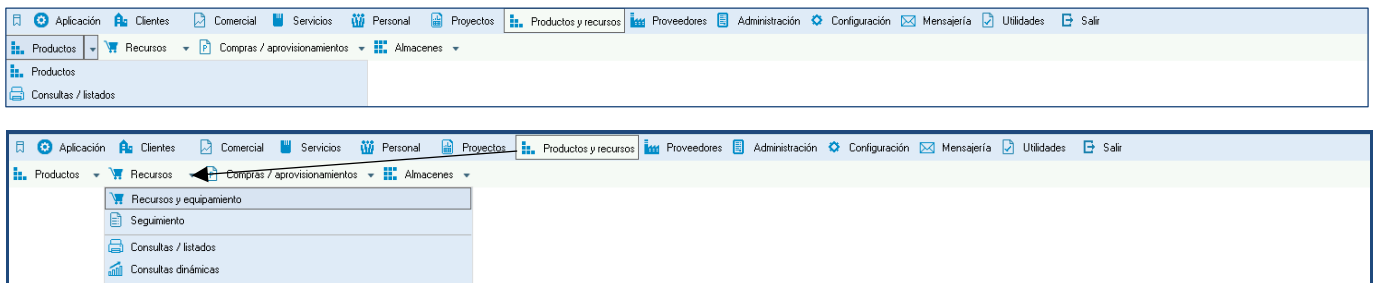 Aplicación Clientes Comercial Servicios Personal Proyectos Productos y recursos Proveedores Administración Configuración Mensajería Utilidades Salir
Productos Recursos Compras / aprovisionamientos Almacenes
Productos
Consultas / listados
Aplicación Clientes Comercial Servicios Personal Proyectos Productos y recursos Proveedores Administración Configuración Mensajería Utilidades Salir
Productos Recursos Compras / aprovisionamientos Almacenes
Recursos y equipamiento
Seguimiento
Consultas / listados
Consultas dinámicas